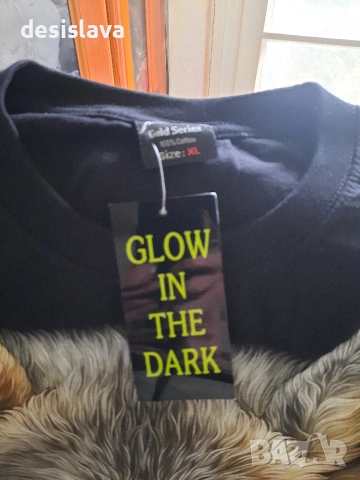 desislava
Gold Series
100% Cotton
Size: XL
GLOW
IN
THE
DARK
BAZAR